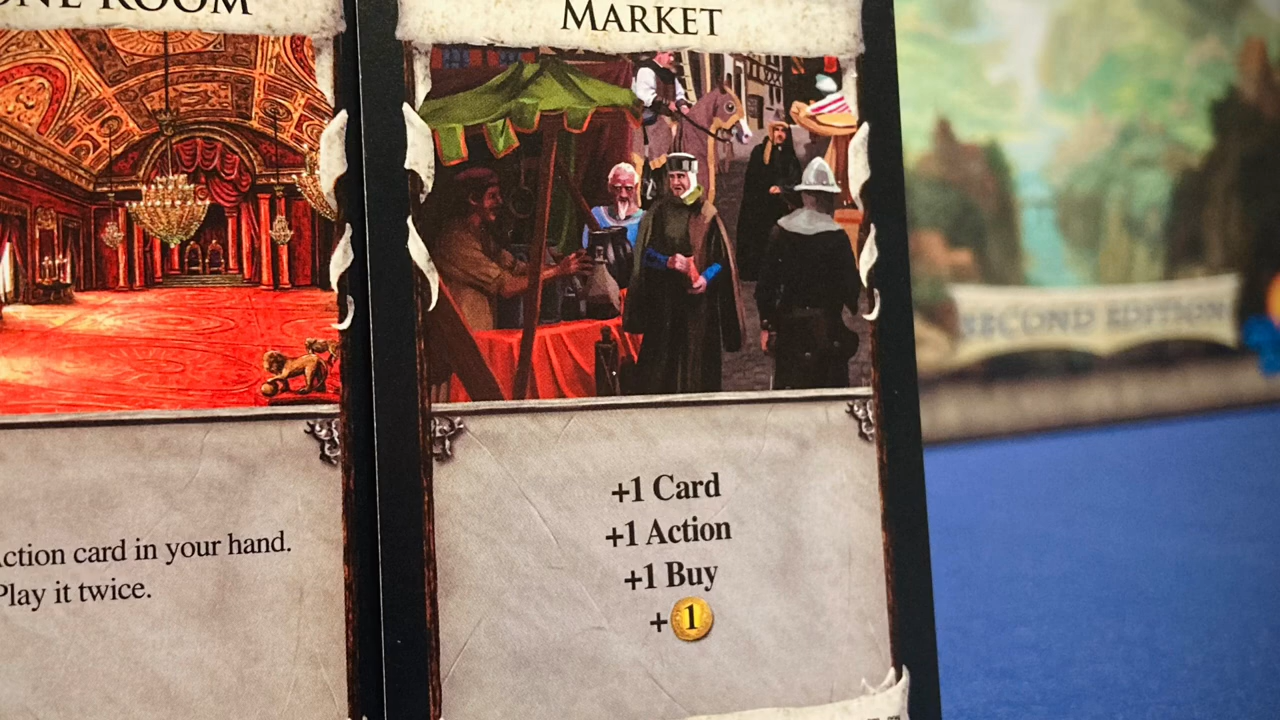 ROOM
ction card in your hand.
Play it twice.
MARKET
+1 Card
+1 Action
+1 Buy
+1
SECOND EDITION